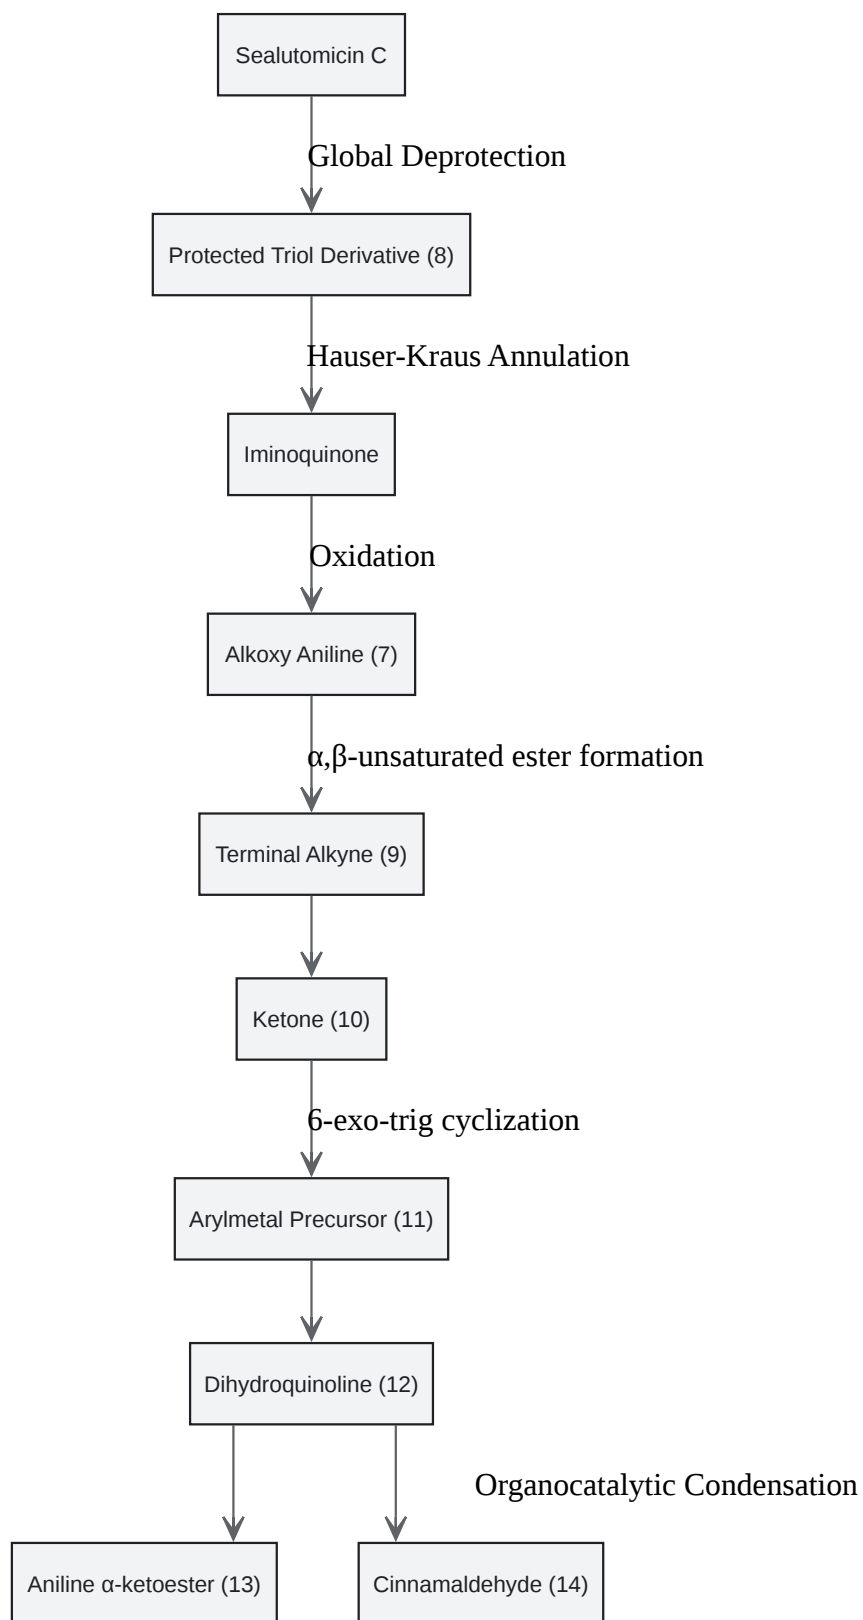 Sealutomicin C
Global Deprotection
Protected Triol Derivative (8)
Hauser-Kraus Annulation
Iminoquinone
Oxidation
Alkoxy Aniline (7)
α,β-unsaturated ester formation
Terminal Alkyne (9)
Ketone (10)
6-exo-trig cyclization
Arylmetal Precursor (11)
Dihydroquinoline (12)
Organocatalytic Condensation
Aniline α-ketoester (13)
Cinnamaldehyde (14)